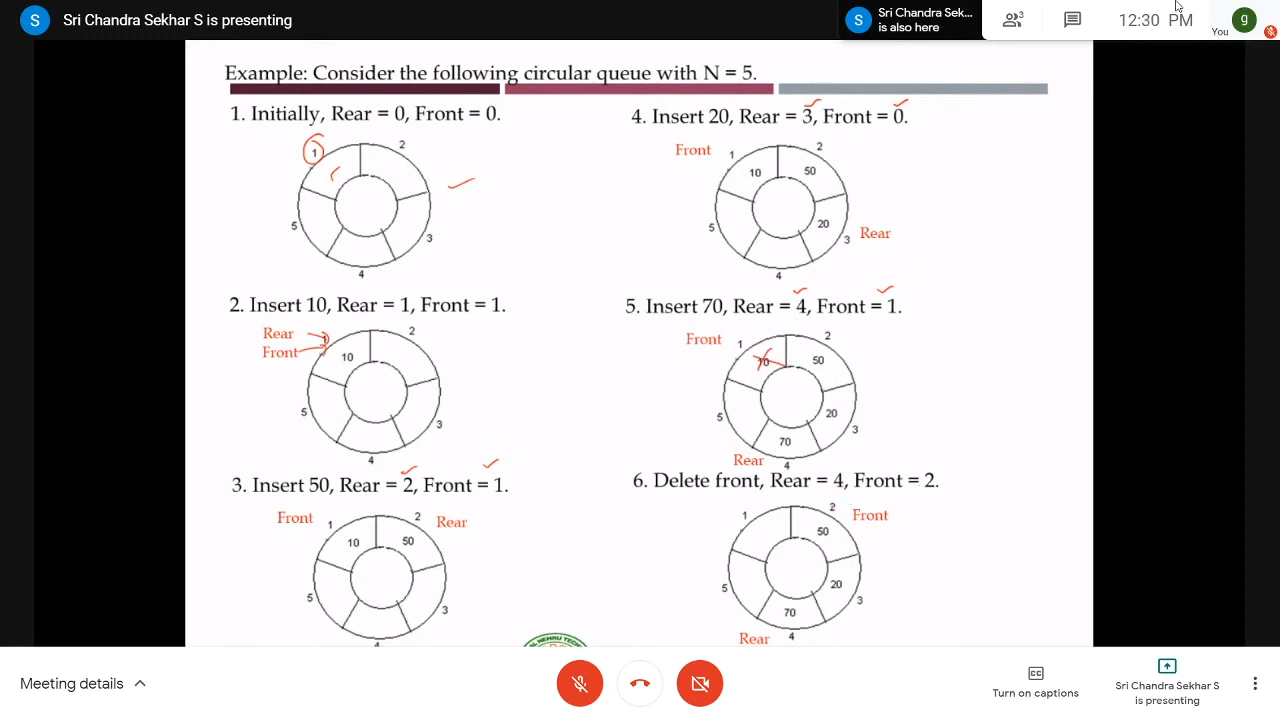 S Sri Chandra Sekhar S is presenting
S Sri Chandra Sek...
is also here
3
12:30 PM
You
g
Example: Consider the following circular queue with N = 5.
1. Initially, Rear = 0, Front = 0.
1
2
3
4
5
2. Insert 10, Rear = 1, Front = 1.
Rear
Front
10
2
3
4
5
3. Insert 50, Rear = 2, Front = 1.
Front
1
2
Rear
10
50
3
4
5
4. Insert 20, Rear = 3, Front = 0.
Front
1
2
10
50
20
3
Rear
4
5
5. Insert 70, Rear = 4, Front = 1.
Front
1
2
10
50
20
3
70
Rear
4
5
6. Delete front, Rear = 4, Front = 2.
1
2
Front
50
20
3
70
Rear
4
5
AL NEHRU TECH
Meeting details
CC
Turn on captions
Sri Chandra Sekhar S
is presenting